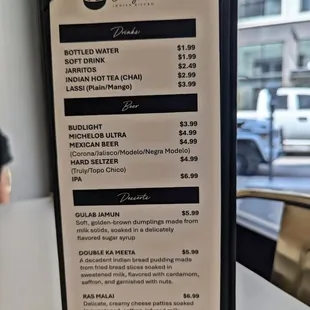 INDIAN BISTRO
Drinks
BOTTLED WATER $1.99
SOFT DRINK $1.99
JARRITOS $2.49
INDIAN HOT TEA (CHAI) $2.99
LASSI (Plain/Mango) $3.99
Beer
BUDLIGHT $3.99
MICHELOB ULTRA $4.99
MEXICAN BEER $4.99
(Corona/Jalisco/Modelo/Negra Modelo)
HARD SELTZER $4.99
(Truly/Topo Chico)
IPA $6.99
Desserts
GULAB JAMUN $5.99
Soft, golden-brown dumplings made from
milk solids, soaked in a delicately
flavored sugar syrup
DOUBLE KA MEETA $5.99
A decadent Indian bread pudding made
from fried bread slices soaked in
sweetened milk, flavored with cardamom,
saffron, and garnished with nuts.
RAS MALAI $6.99
Delicate, creamy cheese patties soaked